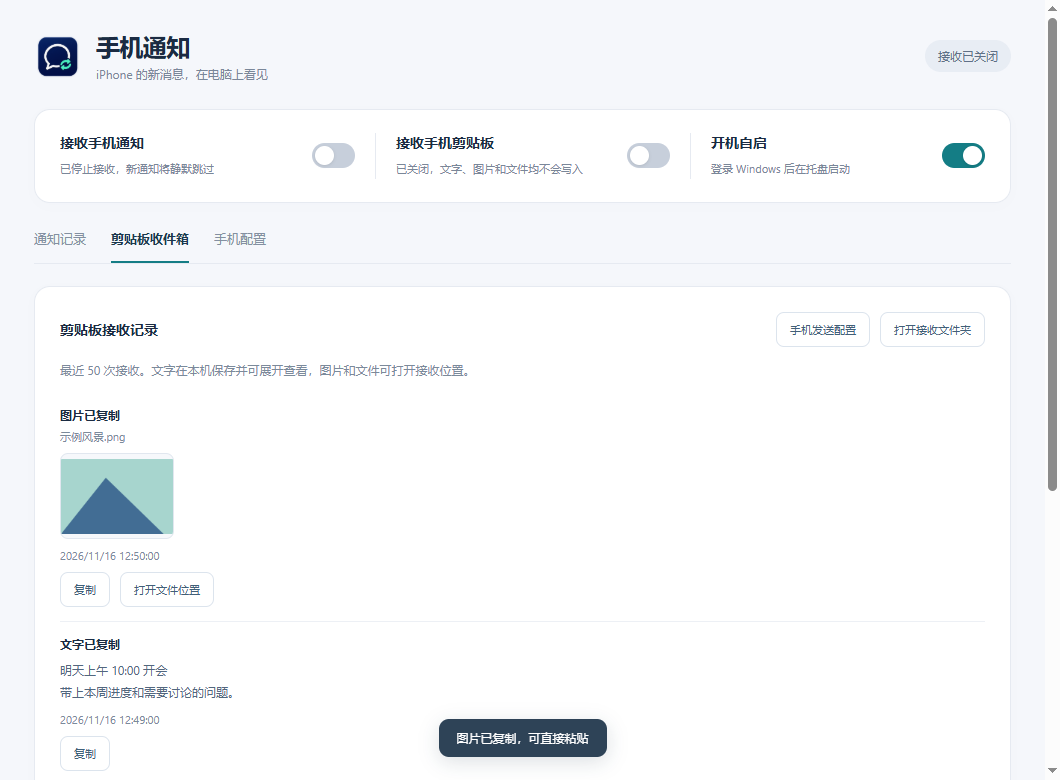 手机通知
iPhone 的新消息，在电脑上看见
接收已关闭
接收手机通知
已停止接收，新通知将静默跳过
接收手机剪贴板
已关闭，文字、图片和文件均不会写入
开机自启
登录 Windows 后在托盘启动
通知记录
剪贴板收件箱
手机配置
剪贴板接收记录
手机发送配置
打开接收文件夹
最近 50 次接收。文字在本机保存并可展开查看，图片和文件可打开接收位置。
图片已复制
示例风景.png
2026/11/16 12:50:00
复制
打开文件位置
文字已复制
明天上午 10:00 开会
带上本周进度和需要讨论的问题。
2026/11/16 12:49:00
复制
图片已复制，可直接粘贴